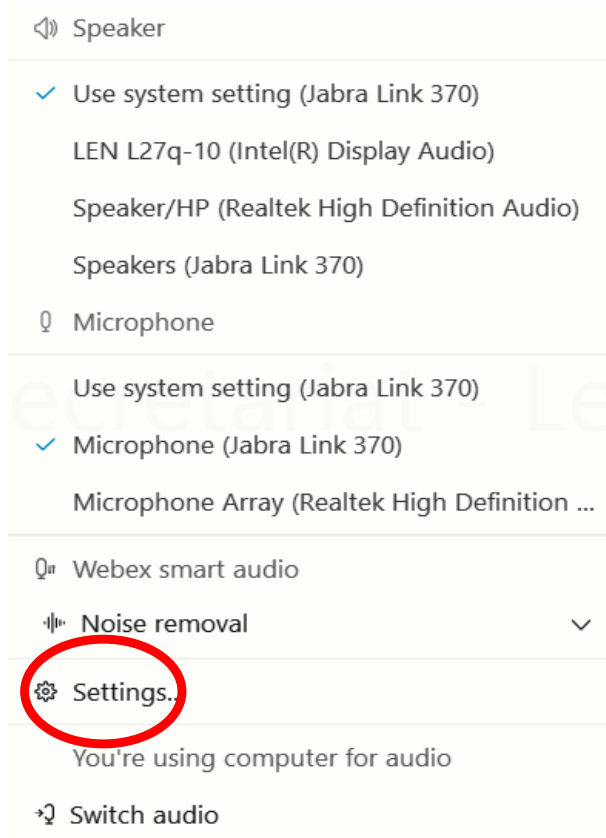 Speaker
Use system setting (Jabra Link 370)
LEN L27q-10 (Intel(R) Display Audio)
Speaker/HP (Realtek High Definition Audio)
Speakers (Jabra Link 370)
Microphone
Use system setting (Jabra Link 370)
ecretariat - Le
Microphone (Jabra Link 370)
Microphone Array (Realtek High Definition ...
Webex smart audio
Noise removal
Settings..
You're using computer for audio
Switch audio